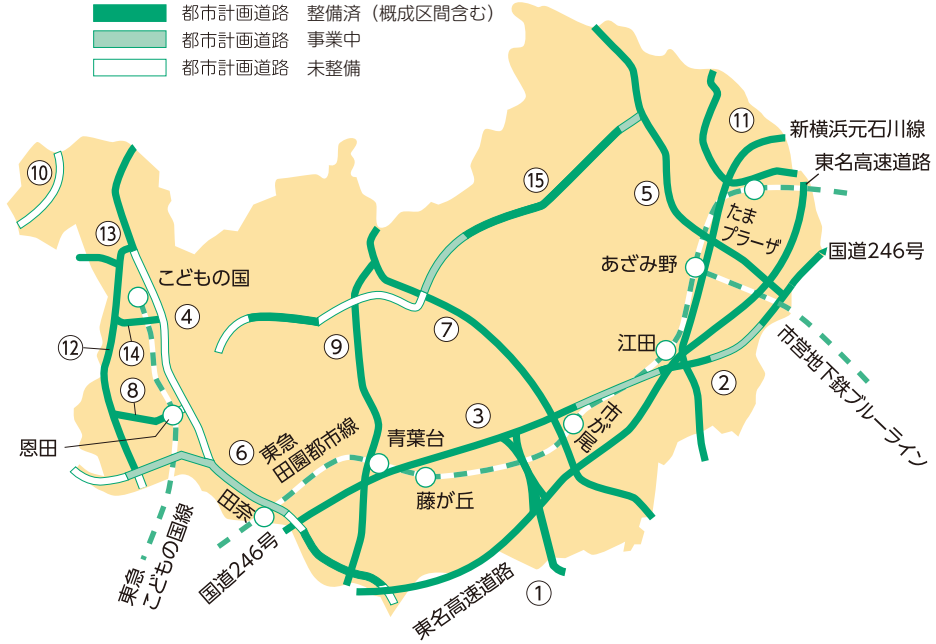 都市計画道路　整備済（概成区間含む）
都市計画道路　事業中
都市計画道路　未整備
⑪
新横浜元石川線
東名高速道路
⑩
⑮
⑤
たま
プラーザ
⑬
国道246号
こどもの国
あざみ野
④
⑦
⑨
江田
⑫
⑭
市営地下鉄ブルーライン
②
⑧
③
市が尾
恩田
⑥
東急
田園都市線
青葉台
藤が丘
田奈
東急
こどもの国線
国道246号
東名高速道路
①